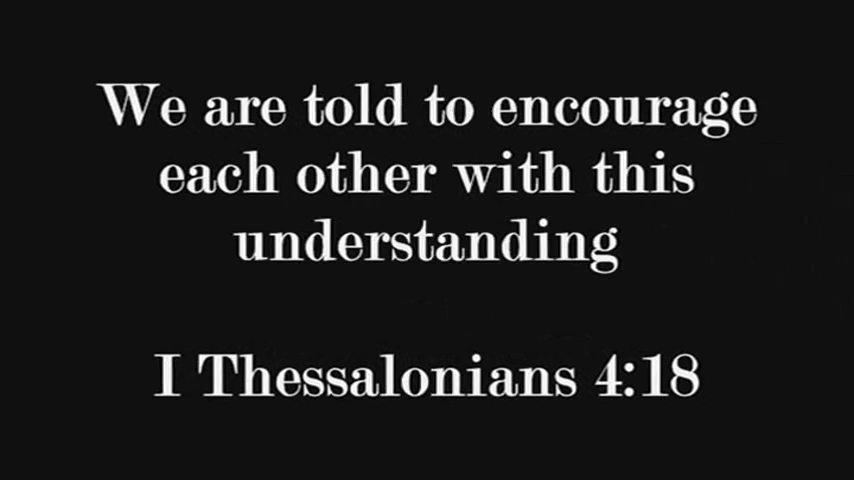 We are told to encourage
each other with this
understanding
I Thessalonians 4:18